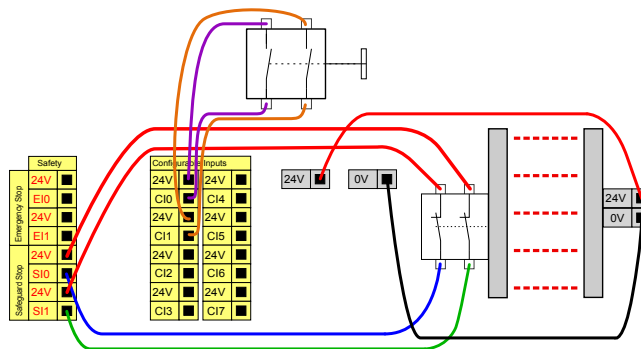 Safety
Emergency Stop
24V
EI0
24V
EI1
Safeguard Stop
24V
SI0
24V
SI1
Configurable Inputs
24V 24V
CI0 CI4
24V 24V
CI1 CI5
24V 24V
CI2 CI6
24V 24V
CI3 CI7
24V 0V
24V
0V